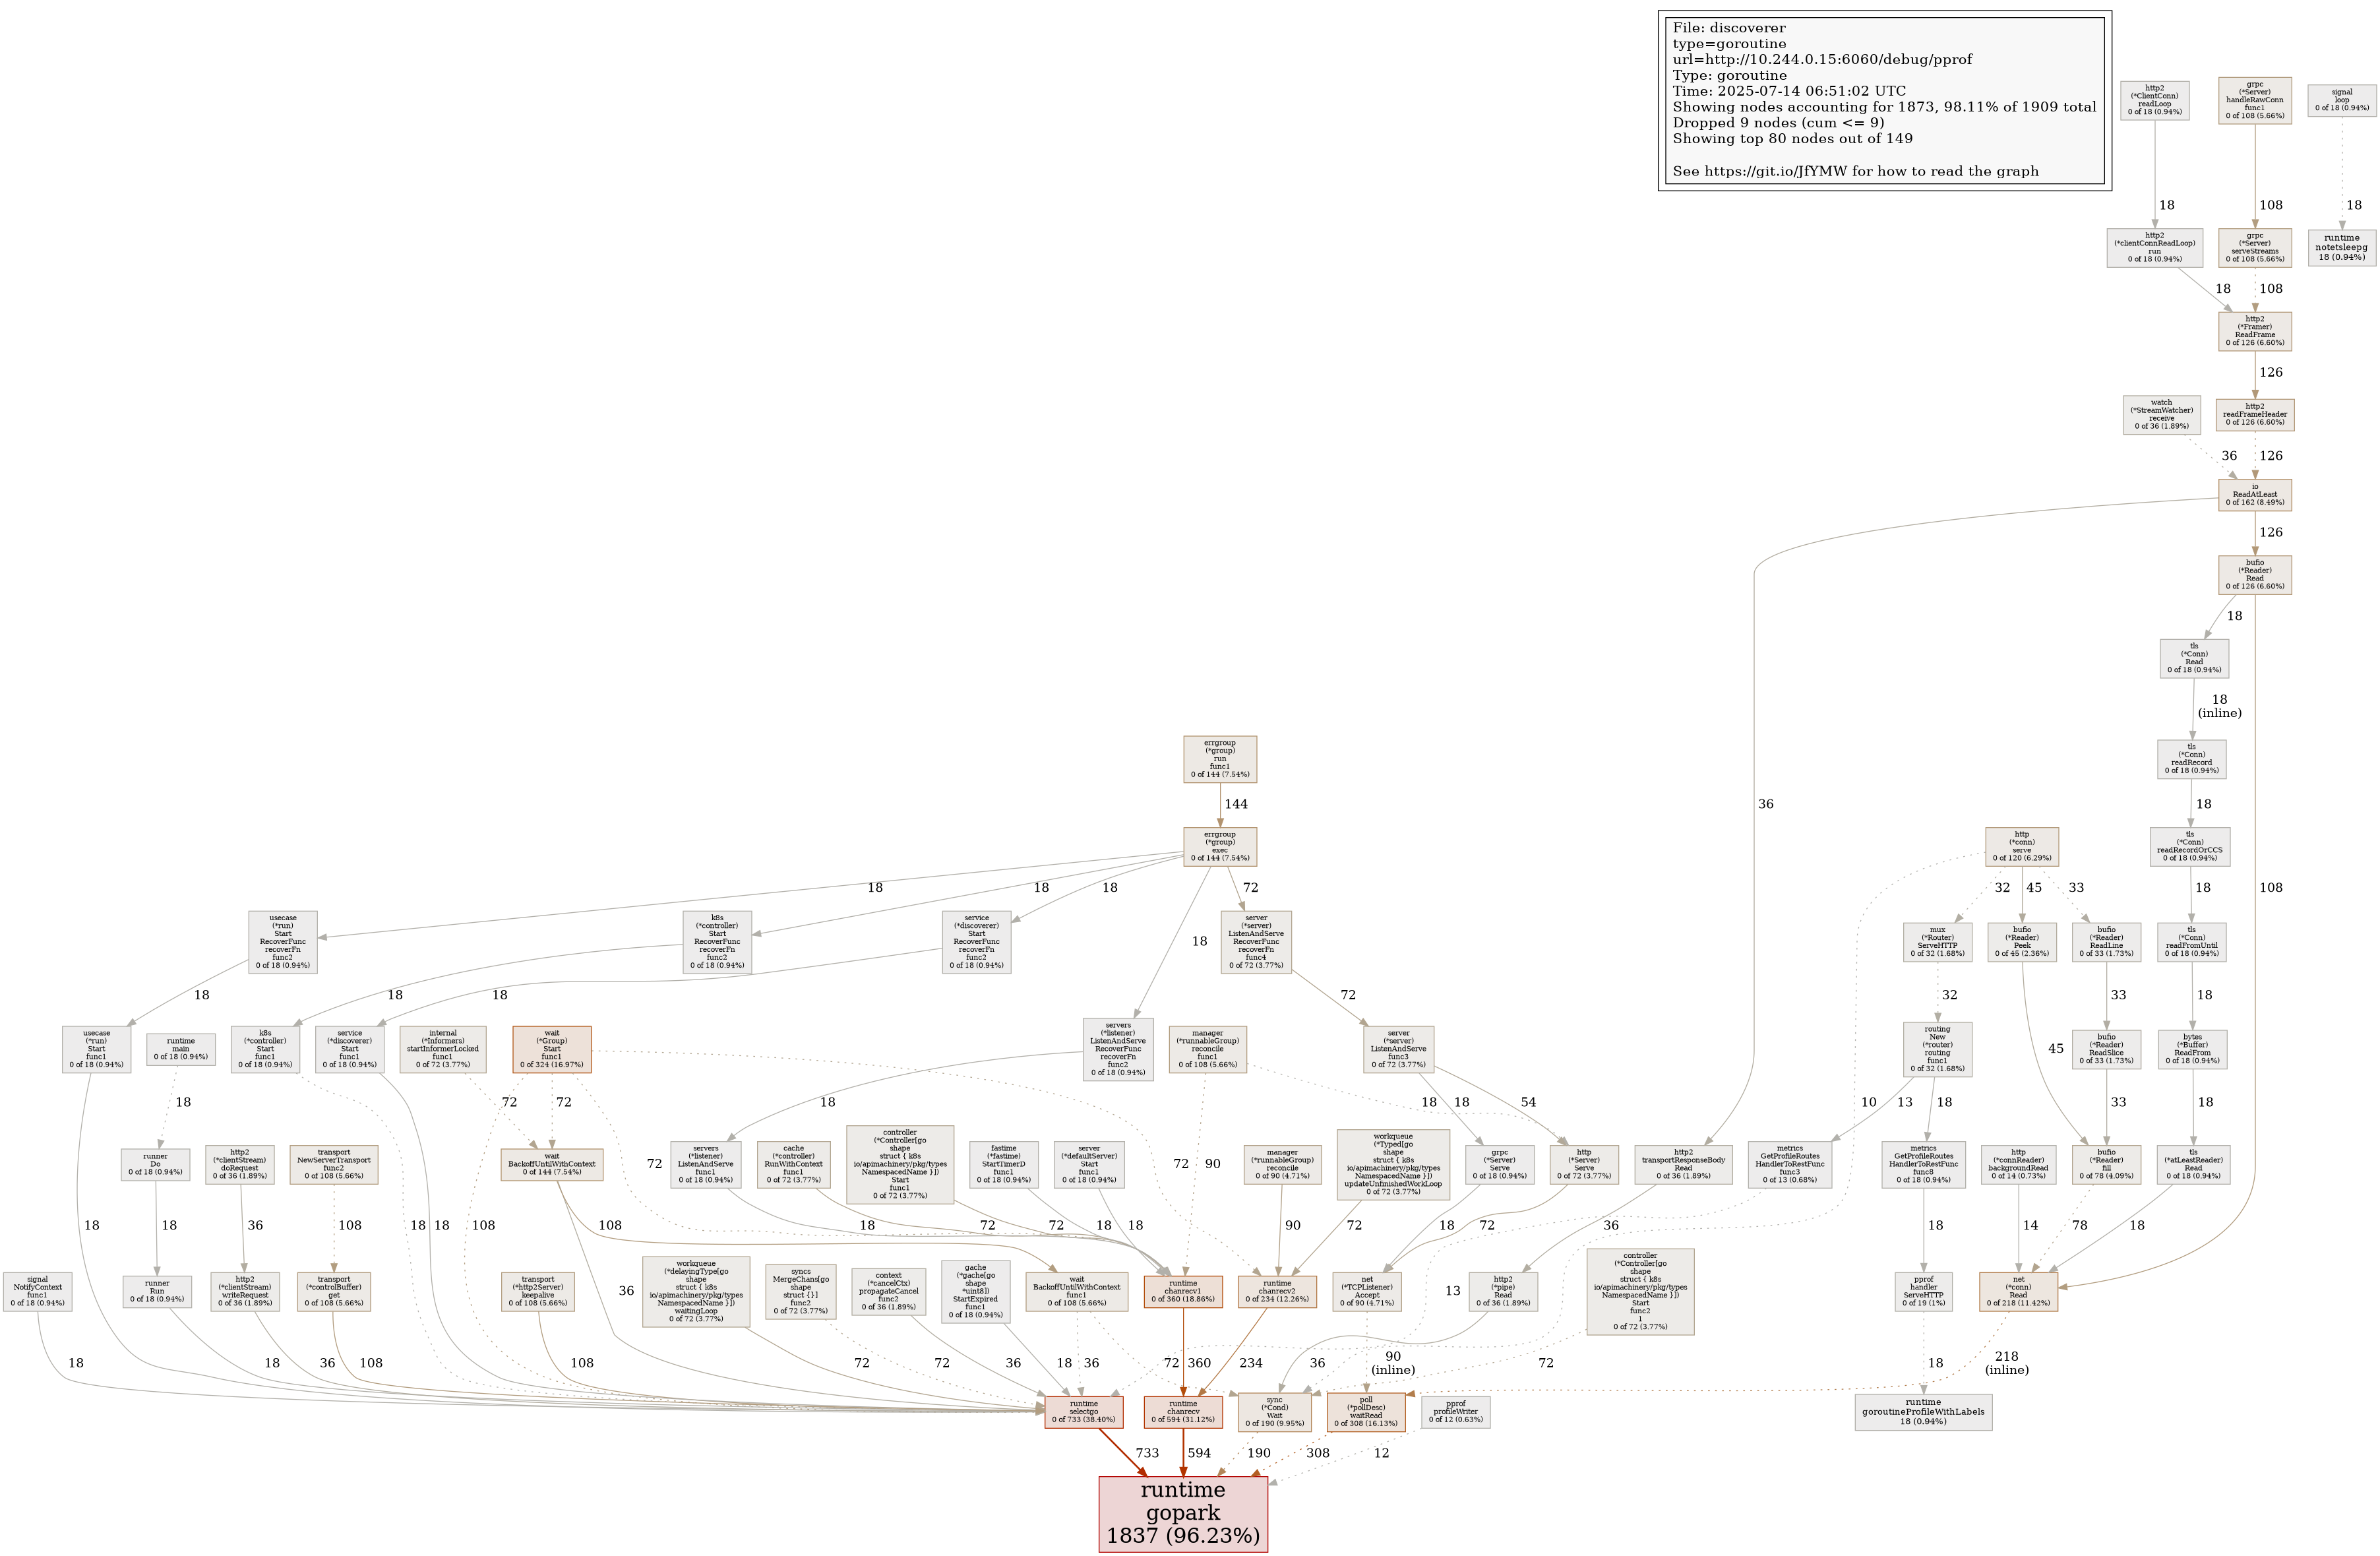 File: discoverer
type=goroutine
url=http://10.244.0.15:6060/debug/pprof
Type: goroutine
Time: 2025-07-14 06:51:02 UTC
Showing nodes accounting for 1873, 98.11% of 1909 total
Dropped 9 nodes (cum <= 9)
Showing top 80 nodes out of 149
See https://git.io/JfYMW for how to read the graph
http2
(*ClientConn)
readLoop
0 of 18 (0.94%)
grpc
(*Server)
handleRawConn
func1
0 of 108 (5.66%)
signal
loop
0 of 18 (0.94%)
18
108
18
http2
(*clientConnReadLoop)
run
0 of 18 (0.94%)
grpc
(*Server)
serveStreams
0 of 108 (5.66%)
runtime
notetsleepg
18 (0.94%)
18
108
http2
(*Framer)
ReadFrame
0 of 126 (6.60%)
126
watch
(*StreamWatcher)
receive
0 of 36 (1.89%)
http2
readFrameHeader
0 of 126 (6.60%)
36
126
io
ReadAtLeast
0 of 162 (8.49%)
126
bufio
(*Reader)
Read
0 of 126 (6.60%)
18
tls
(*Conn)
Read
0 of 18 (0.94%)
18
(inline)
errgroup
(*group)
run
func1
0 of 144 (7.54%)
tls
(*Conn)
readRecord
0 of 18 (0.94%)
144
36
18
errgroup
(*group)
exec
0 of 144 (7.54%)
http
(*conn)
serve
0 of 120 (6.29%)
tls
(*Conn)
readRecordOrCCS
0 of 18 (0.94%)
18
18
18
72
32
45
33
18
108
usecase
(*run)
Start
RecoverFunc
recoverFn
func2
0 of 18 (0.94%)
k8s
(*controller)
Start
RecoverFunc
recoverFn
func2
0 of 18 (0.94%)
service
(*discoverer)
Start
RecoverFunc
recoverFn
func2
0 of 18 (0.94%)
18
server
(*server)
ListenAndServe
RecoverFunc
recoverFn
func4
0 of 72 (3.77%)
mux
(*Router)
ServeHTTP
0 of 32 (1.68%)
bufio
(*Reader)
Peek
0 of 45 (2.36%)
bufio
(*Reader)
ReadLine
0 of 33 (1.73%)
tls
(*Conn)
readFromUntil
0 of 18 (0.94%)
18
18
18
72
32
33
18
usecase
(*run)
Start
func1
0 of 18 (0.94%)
runtime
main
0 of 18 (0.94%)
k8s
(*controller)
Start
func1
0 of 18 (0.94%)
service
(*discoverer)
Start
func1
0 of 18 (0.94%)
internal
(*Informers)
startInformerLocked
func1
0 of 72 (3.77%)
wait
(*Group)
Start
func1
0 of 324 (16.97%)
servers
(*listener)
ListenAndServe
RecoverFunc
recoverFn
func2
0 of 18 (0.94%)
manager
(*runnableGroup)
reconcile
func1
0 of 108 (5.66%)
server
(*server)
ListenAndServe
func3
0 of 72 (3.77%)
routing
New
(*router)
routing
func1
0 of 32 (1.68%)
45
bufio
(*Reader)
ReadSlice
0 of 33 (1.73%)
bytes
(*Buffer)
ReadFrom
0 of 18 (0.94%)
18
72
72
18
18
18
54
10
13
18
33
18
runner
Do
0 of 18 (0.94%)
http2
(*clientStream)
doRequest
0 of 36 (1.89%)
transport
NewServerTransport
func2
0 of 108 (5.66%)
wait
BackoffUntilWithContext
0 of 144 (7.54%)
72
servers
(*listener)
ListenAndServe
func1
0 of 18 (0.94%)
cache
(*controller)
RunWithContext
func1
0 of 72 (3.77%)
controller
(*Controller[go
shape
struct { k8s
io/apimachinery/pkg/types
NamespacedName }])
Start
func1
0 of 72 (3.77%)
fastime
(*fastime)
StartTimerD
func1
0 of 18 (0.94%)
server
(*defaultServer)
Start
func1
0 of 18 (0.94%)
72
90
manager
(*runnableGroup)
reconcile
0 of 90 (4.71%)
workqueue
(*Typed[go
shape
struct { k8s
io/apimachinery/pkg/types
NamespacedName }])
updateUnfinishedWorkLoop
0 of 72 (3.77%)
grpc
(*Server)
Serve
0 of 18 (0.94%)
http
(*Server)
Serve
0 of 72 (3.77%)
http2
transportResponseBody
Read
0 of 36 (1.89%)
metrics
GetProfileRoutes
HandlerToRestFunc
func3
0 of 13 (0.68%)
metrics
GetProfileRoutes
HandlerToRestFunc
func8
0 of 18 (0.94%)
http
(*connReader)
backgroundRead
0 of 14 (0.73%)
bufio
(*Reader)
fill
0 of 78 (4.09%)
tls
(*atLeastReader)
Read
0 of 18 (0.94%)
18
18
36
108
18
18
108
108
18
72
72
18
18
90
72
18
72
36
18
14
78
18
signal
NotifyContext
func1
0 of 18 (0.94%)
runner
Run
0 of 18 (0.94%)
http2
(*clientStream)
writeRequest
0 of 36 (1.89%)
transport
(*controlBuffer)
get
0 of 108 (5.66%)
transport
(*http2Server)
keepalive
0 of 108 (5.66%)
36
workqueue
(*delayingType[go
shape
struct { k8s
io/apimachinery/pkg/types
NamespacedName }])
waitingLoop
0 of 72 (3.77%)
syncs
MergeChans[go
shape
struct {}]
func2
0 of 72 (3.77%)
context
(*cancelCtx)
propagateCancel
func2
0 of 36 (1.89%)
gache
(*gache[go
shape
*uint8])
StartExpired
func1
0 of 18 (0.94%)
wait
BackoffUntilWithContext
func1
0 of 108 (5.66%)
runtime
chanrecv1
0 of 360 (18.86%)
runtime
chanrecv2
0 of 234 (12.26%)
net
(*TCPListener)
Accept
0 of 90 (4.71%)
13
http2
(*pipe)
Read
0 of 36 (1.89%)
controller
(*Controller[go
shape
struct { k8s
io/apimachinery/pkg/types
NamespacedName }])
Start
func2
1
0 of 72 (3.77%)
pprof
handler
ServeHTTP
0 of 19 (1%)
net
(*conn)
Read
0 of 218 (11.42%)
18
18
36
108
108
72
72
36
18
36
72
360
234
36
90
(inline)
72
18
218
(inline)
runtime
selectgo
0 of 733 (38.40%)
runtime
chanrecv
0 of 594 (31.12%)
sync
(*Cond)
Wait
0 of 190 (9.95%)
poll
(*pollDesc)
waitRead
0 of 308 (16.13%)
pprof
profileWriter
0 of 12 (0.63%)
runtime
goroutineProfileWithLabels
18 (0.94%)
733
594
190
308
12
runtime
gopark
1837 (96.23%)